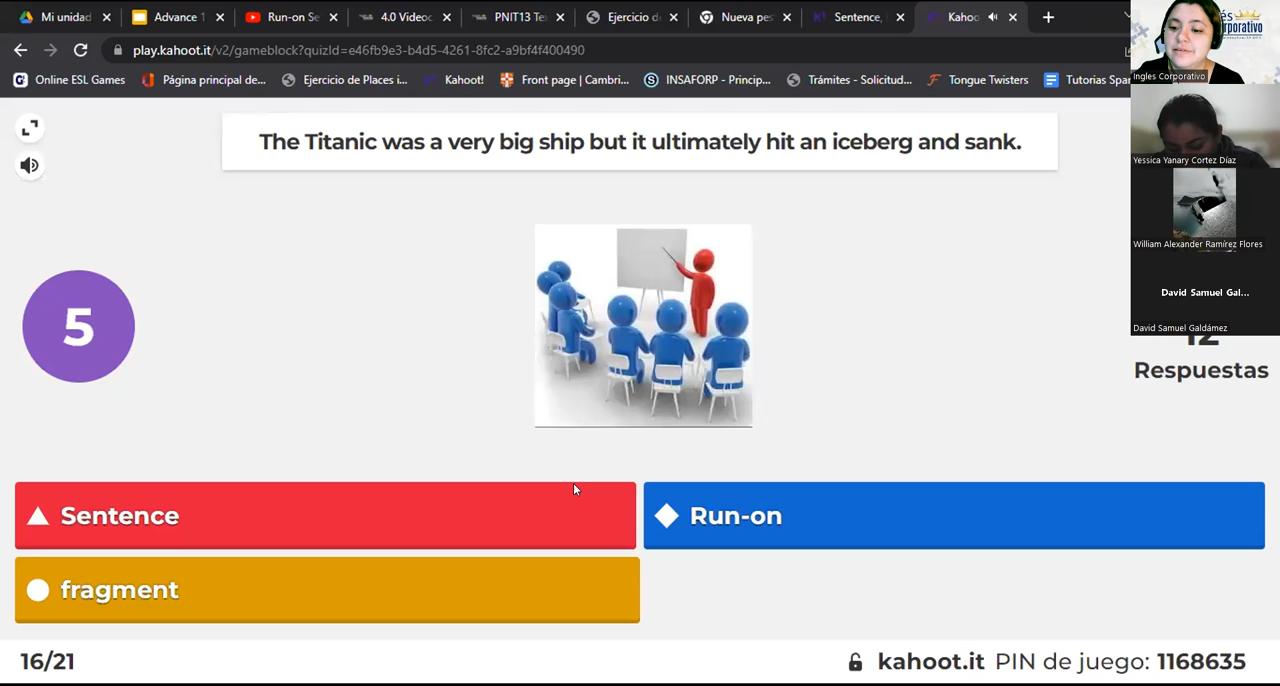 Mi unidad
Advance 1
Run-on Se
4.0 Videoc
PNIT13 Te
Ejercicio d
Nueva pes
Sentence,
Kahoo
play.kahoot.it/v2/gameblock?quizId=e46fb9e3-b4d5-4261-8fc2-a9bf4f400490
Online ESL Games
Página principal de...
Ejercicio de Places i...
Kahoot!
Front page | Cambri...
INSAFORP - Princip...
Trámites - Solicitud...
Tongue Twisters
Tutorias Spar
Ingles Corporativo
Yessica Yanary Cortez Díaz
William Alexander Ramírez Flores
David Samuel Gal...
David Samuel Galdámez
The Titanic was a very big ship but it ultimately hit an iceberg and sank.
5
12
Respuestas
Sentence
Run-on
fragment
16/21
kahoot.it PIN de juego: 1168635